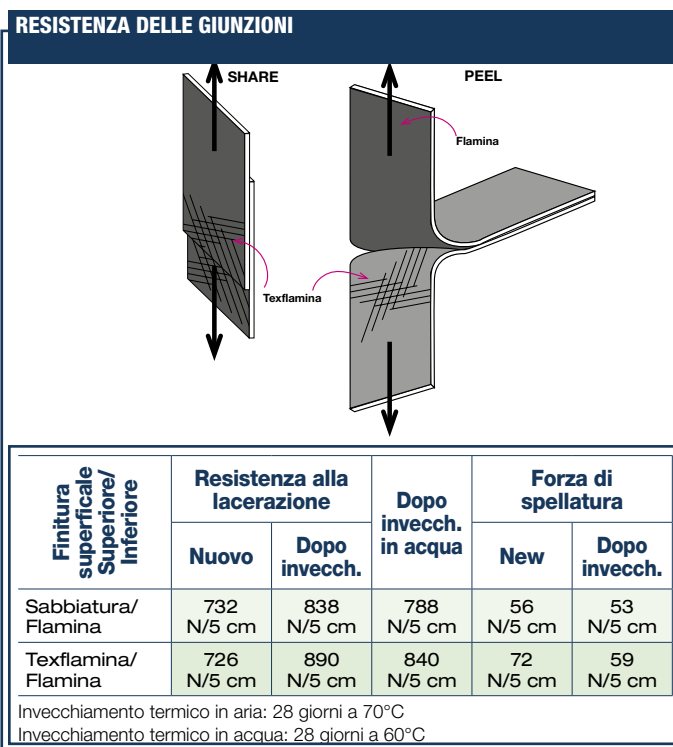 RESISTENZA DELLE GIUNZIONI
SHARE
PEEL
Flamina
Texflamina
Finitura
superficale
Superiore/
Inferiore
Resistenza alla
lacerazione
Dopo
invecch.
in acqua
Forza di
spellatura
Nuovo
Dopo
invecch.
New
Dopo
invecch.
Sabbiatura/
Flamina
732
N/5 cm
838
N/5 cm
788
N/5 cm
56
N/5 cm
53
N/5 cm
Texflamina/
Flamina
726
N/5 cm
890
N/5 cm
840
N/5 cm
72
N/5 cm
59
N/5 cm
Invecchiamento termico in aria: 28 giorni a 70°C
Invecchiamento termico in acqua: 28 giorni a 60°C